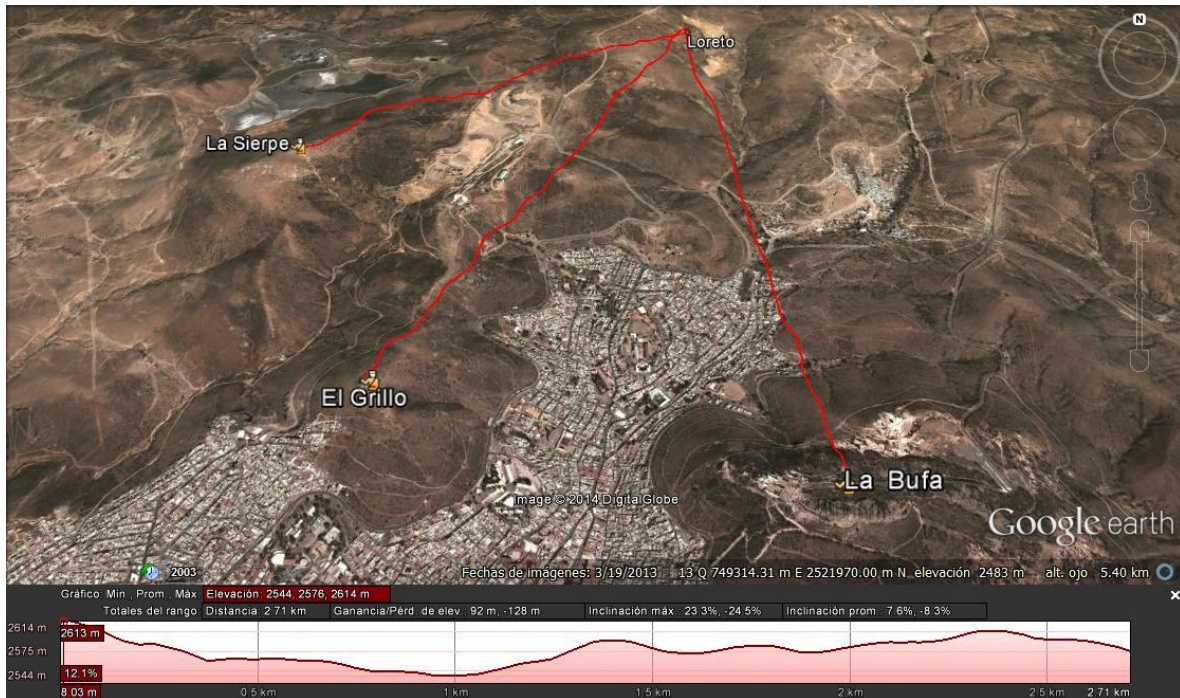 N
Loreto
La Sierpe
El Grillo
La Bufa
Image © 2014 DigitalGlobe
Google earth
2003
Fechas de imágenes: 3/19/2013 13 Q 749314.31 m E 2521970.00 m N elevación 2483 m alt. ojo 5.40 km
Gráfico: Mín., Prom., Máx. Elevación: 2544, 2576, 2614 m
Totales del rango: Distancia: 2.71 km Ganancia/Pérd. de elev.: 92 m, -128 m Inclinación máx.: 23.3%, -24.5% Inclinación prom.: 7.6%, -8.3%
2614 m
2613 m
2575 m
2544 m
12.1%
8.03 m 0.5 km 1 km 1.5 km 2 km 2.5 km 2.71 km